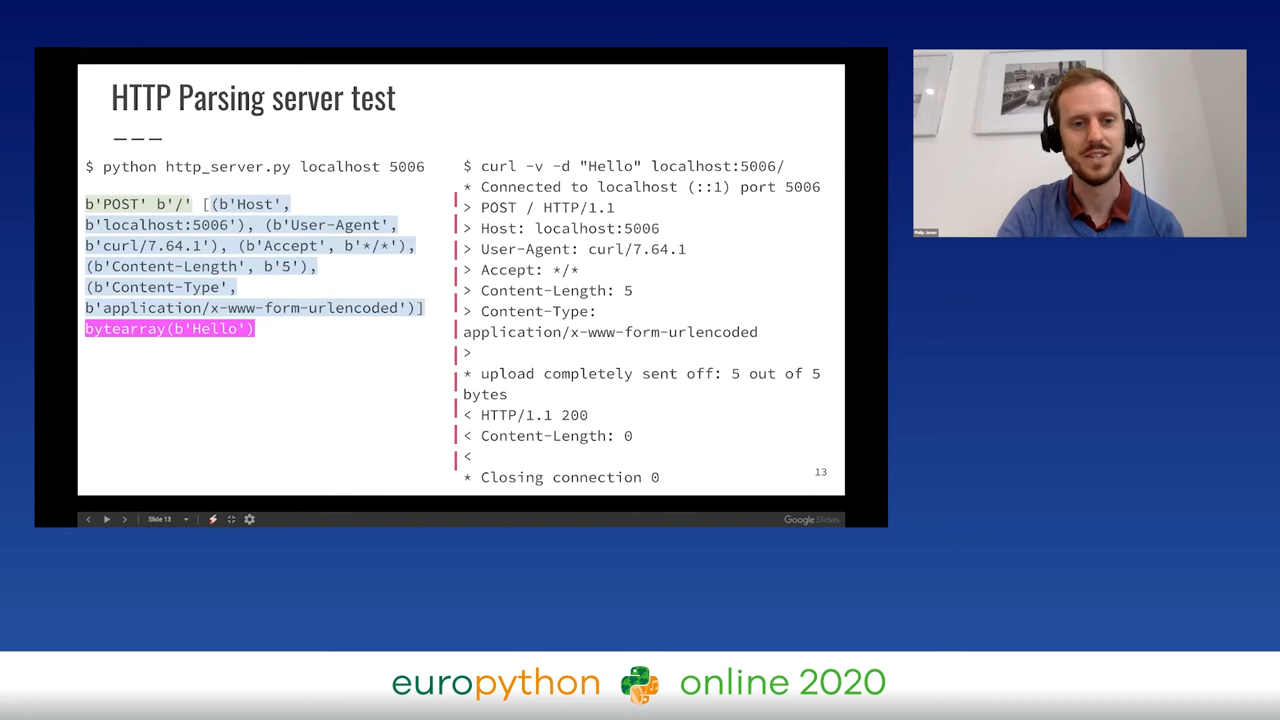 HTTP Parsing server test
$ python http_server.py localhost 5006
b'POST' b'/' [(b'Host',
b'localhost:5006'), (b'User-Agent',
b'curl/7.64.1'), (b'Accept', b'*/*'),
(b'Content-Length', b'5'),
(b'Content-Type',
b'application/x-www-form-urlencoded')]
bytearray(b'Hello')
$ curl -v -d "Hello" localhost:5006/
* Connected to localhost (::1) port 5006
> POST / HTTP/1.1
> Host: localhost:5006
> User-Agent: curl/7.64.1
> Accept: */*
> Content-Length: 5
> Content-Type:
application/x-www-form-urlencoded
>
* upload completely sent off: 5 out of 5
bytes
< HTTP/1.1 200
< Content-Length: 0
<
* Closing connection 0
13
Slide 13
Google Slides
Philip Jones
europython online 2020